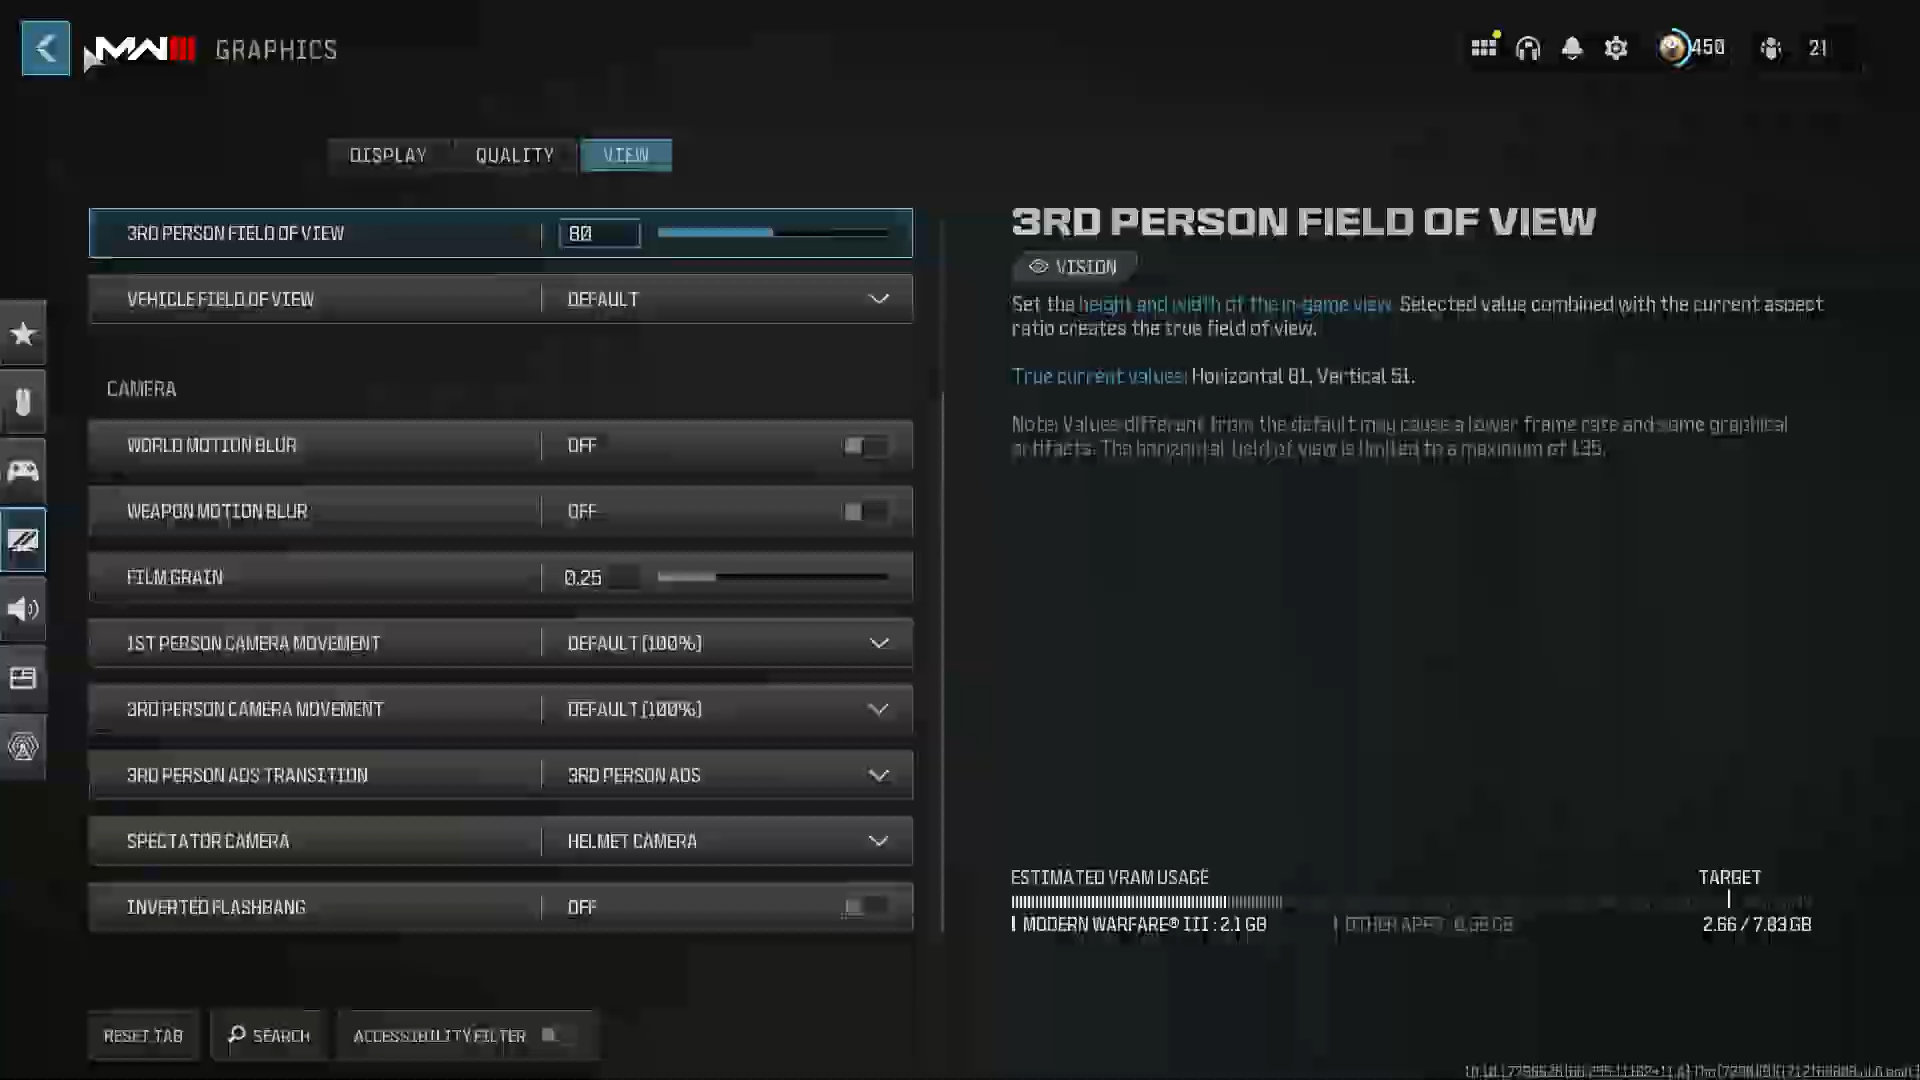 MWIII GRAPHICS
450
21
DISPLAY
QUALITY
VIEW
3RD PERSON FIELD OF VIEW
80
VEHICLE FIELD OF VIEW
DEFAULT
CAMERA
WORLD MOTION BLUR
OFF
WEAPON MOTION BLUR
OFF
FILM GRAIN
0.25
1ST PERSON CAMERA MOVEMENT
DEFAULT (100%)
3RD PERSON CAMERA MOVEMENT
DEFAULT (100%)
3RD PERSON ADS TRANSITION
3RD PERSON ADS
SPECTATOR CAMERA
HELMET CAMERA
INVERTED FLASHBANG
OFF
RESET TAB
SEARCH
ACCESSIBILITY FILTER
3RD PERSON FIELD OF VIEW
VISION
Set the height and width of the in-game view. Selected value combined with the current aspect
ratio creates the true field of view.
True current values: Horizontal 81, Vertical 51.
Note: Values different from the default may cause a lower frame rate and some graphical
artifacts. The horizontal field of view is limited to a maximum of 135.
ESTIMATED VRAM USAGE
TARGET
MODERN WARFARE® III : 2.1 GB
OTHER APPS :
2.66 / 7.83 GB